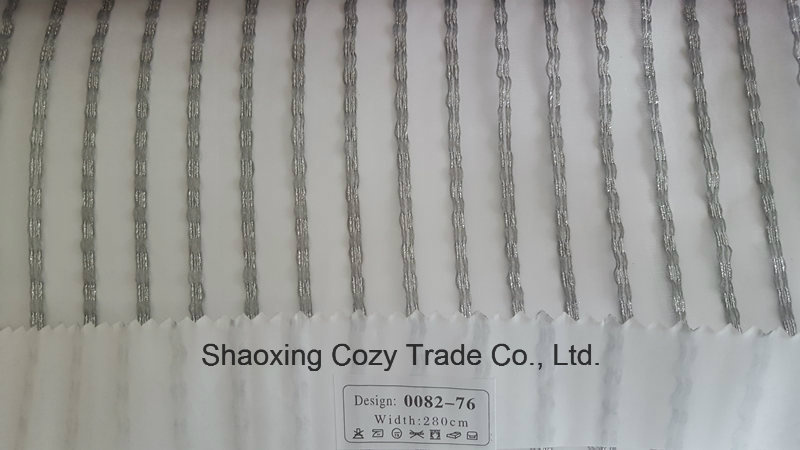 Shaoxing Cozy Trade Co., Ltd.
Design: 0082-76
Width:280cm